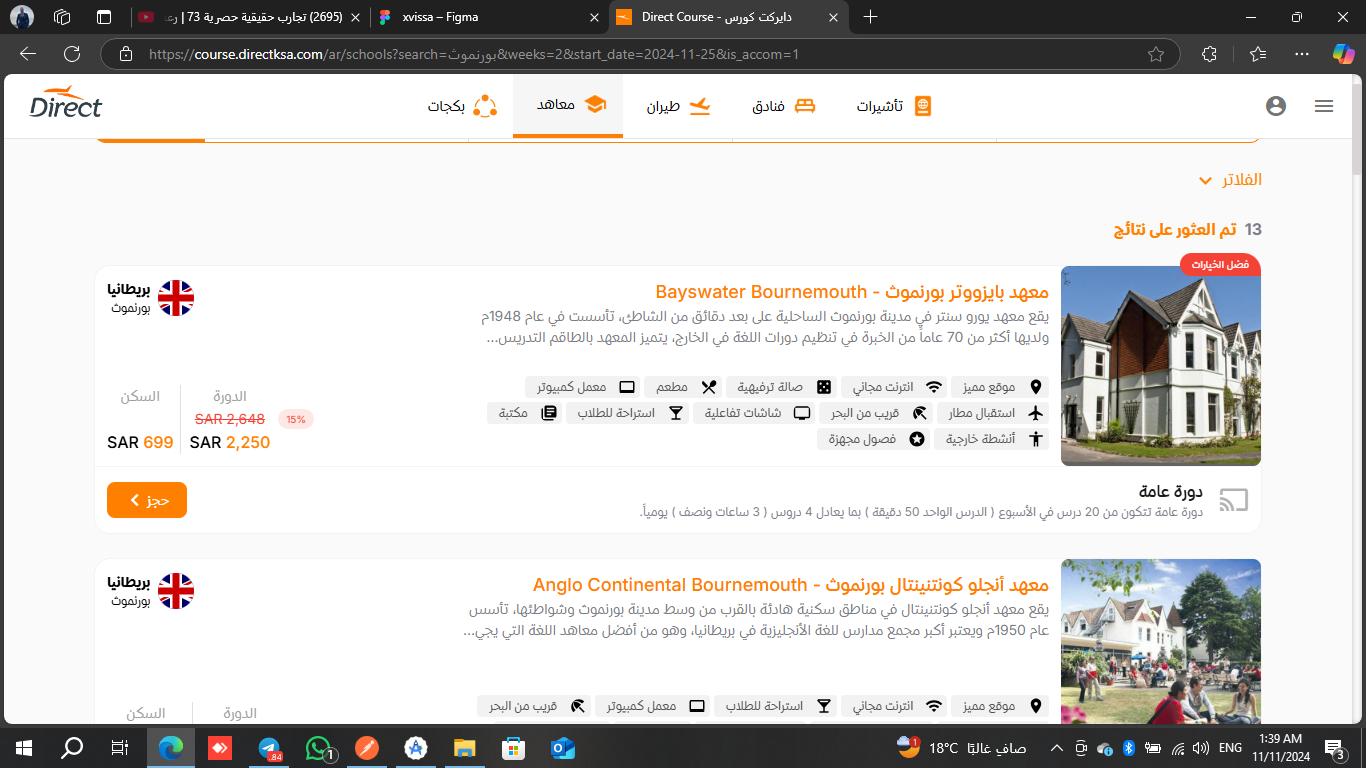 (2695) تجارب حقيقية حصرية 73 | رعـ
xvissa – Figma
Direct Course - دايركت كورس
https://course.directksa.com/ar/schools?search=بورنموث&weeks=2&start_date=2024-11-25&is_accom=1
Direct
تأشيرات
فنادق
طيران
معاهد
بكجات
الفلاتر
13 تم العثور على نتائج
فضل الخيارات
معهد بايزووتر بورنموث - Bayswater Bournemouth
يقع معهد يورو سنتر في مدينة بورنموث الساحلية على بعد دقائق من الشاطئ، تأسست في عام 1948م
ولديها أكثر من 70 عاماً من الخبرة في تنظيم دورات اللغة في الخارج، يتميز المعهد بالطاقم التدريس...
بريطانيا
بورنموث
موقع مميز
انترنت مجاني
صالة ترفيهية
مطعم
معمل كمبيوتر
استقبال مطار
قريب من البحر
شاشات تفاعلية
استراحة للطلاب
مكتبة
أنشطة خارجية
فصول مجهزة
الدورة
السكن
SAR 2,648
15%
SAR 2,250
SAR 699
دورة عامة
دورة عامة تتكون من 20 درس في الأسبوع ( الدرس الواحد 50 دقيقة ) بما يعادل 4 دروس ( 3 ساعات ونصف ) يومياً.
حجز
معهد أنجلو كونتنينتال بورنموث - Anglo Continental Bournemouth
يقع معهد أنجلو كونتنينتال في مناطق سكنية هادئة بالقرب من وسط مدينة بورنموث وشواطئها، تأسس
عام 1950م ويعتبر أكبر مجمع مدارس للغة الأنجليزية في بريطانيا، وهو من أفضل معاهد اللغة التي يجي...
بريطانيا
بورنموث
موقع مميز
انترنت مجاني
استراحة للطلاب
معمل كمبيوتر
قريب من البحر
الدورة
السكن
.84
1
1
18°C صافٍ غالبًا
ENG
1:39 AM
11/11/2024
3